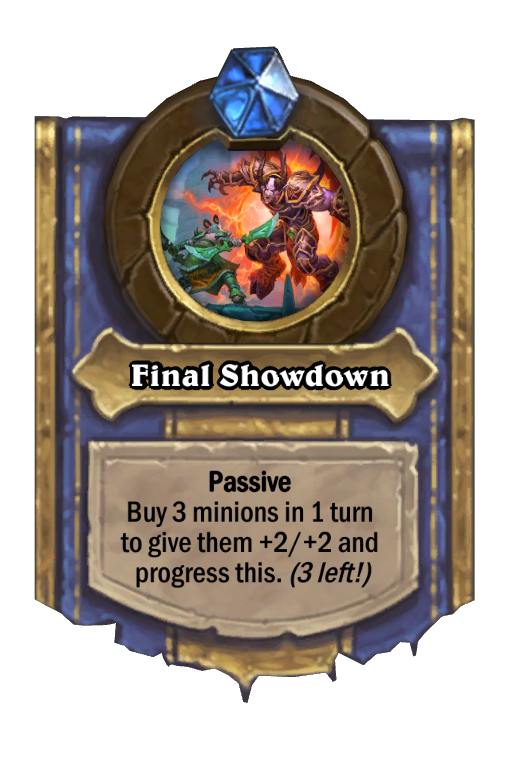 Final Showdown
Passive
Buy 3 minions in 1 turn
to give them +2/+2 and
progress this. (3 left!)